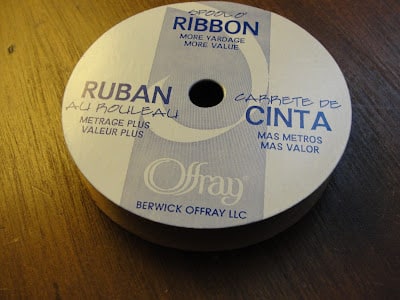 SPOOL O'
RIBBON
MORE YARDAGE
MORE VALUE
RUBAN
AU ROULEAU
METRAGE PLUS
VALEUR PLUS
CARRETE DE
CINTA
MAS METROS
MAS VALOR
Offray
BERWICK OFFRAY LLC